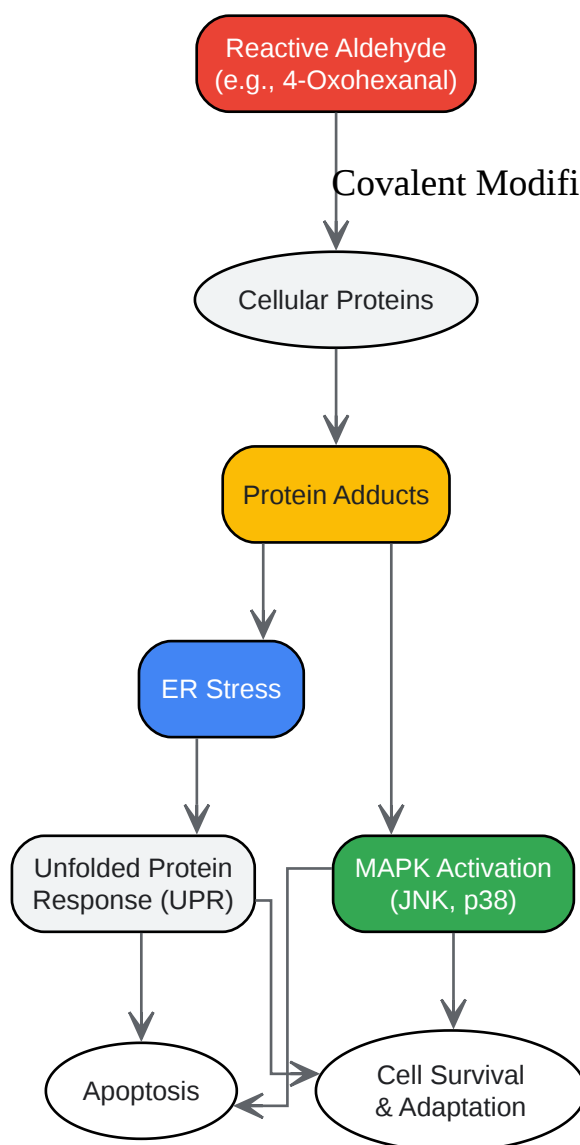 Reactive Aldehyde
(e.g., 4-Oxohexanal)
Covalent Modifi
Cellular Proteins
Protein Adducts
ER Stress
Unfolded Protein
Response (UPR)
MAPK Activation
(JNK, p38)
Apoptosis
Cell Survival
& Adaptation